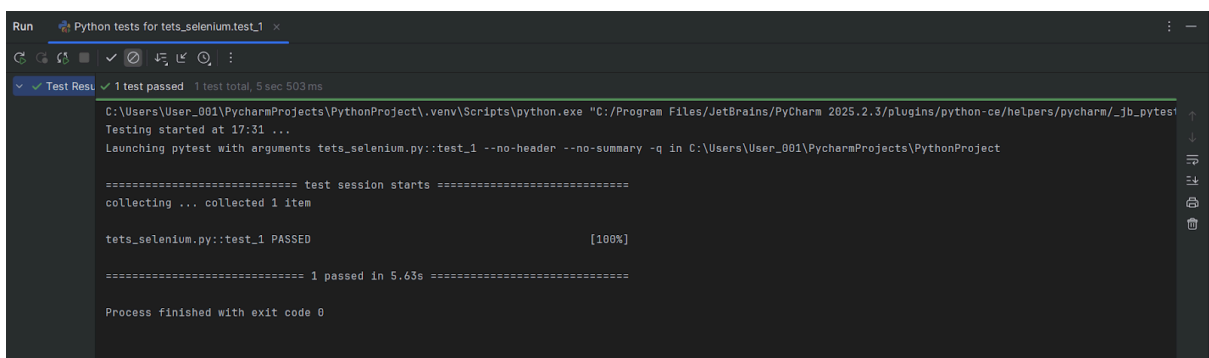 Run Python tests for tets_selenium.test_1
Test Resu 1 test passed 1 test total, 5 sec 503 ms
C:\Users\User_001\PycharmProjects\PythonProject\.venv\Scripts\python.exe "C:/Program Files/JetBrains/PyCharm 2025.2.3/plugins/python-ce/helpers/pycharm/_jb_pytest
Testing started at 17:31 ...
Launching pytest with arguments tets_selenium.py::test_1 --no-header --no-summary -q in C:\Users\User_001\PycharmProjects\PythonProject
============================= test session starts =============================
collecting ... collected 1 item
tets_selenium.py::test_1 PASSED [100%]
============================== 1 passed in 5.63s ==============================
Process finished with exit code 0